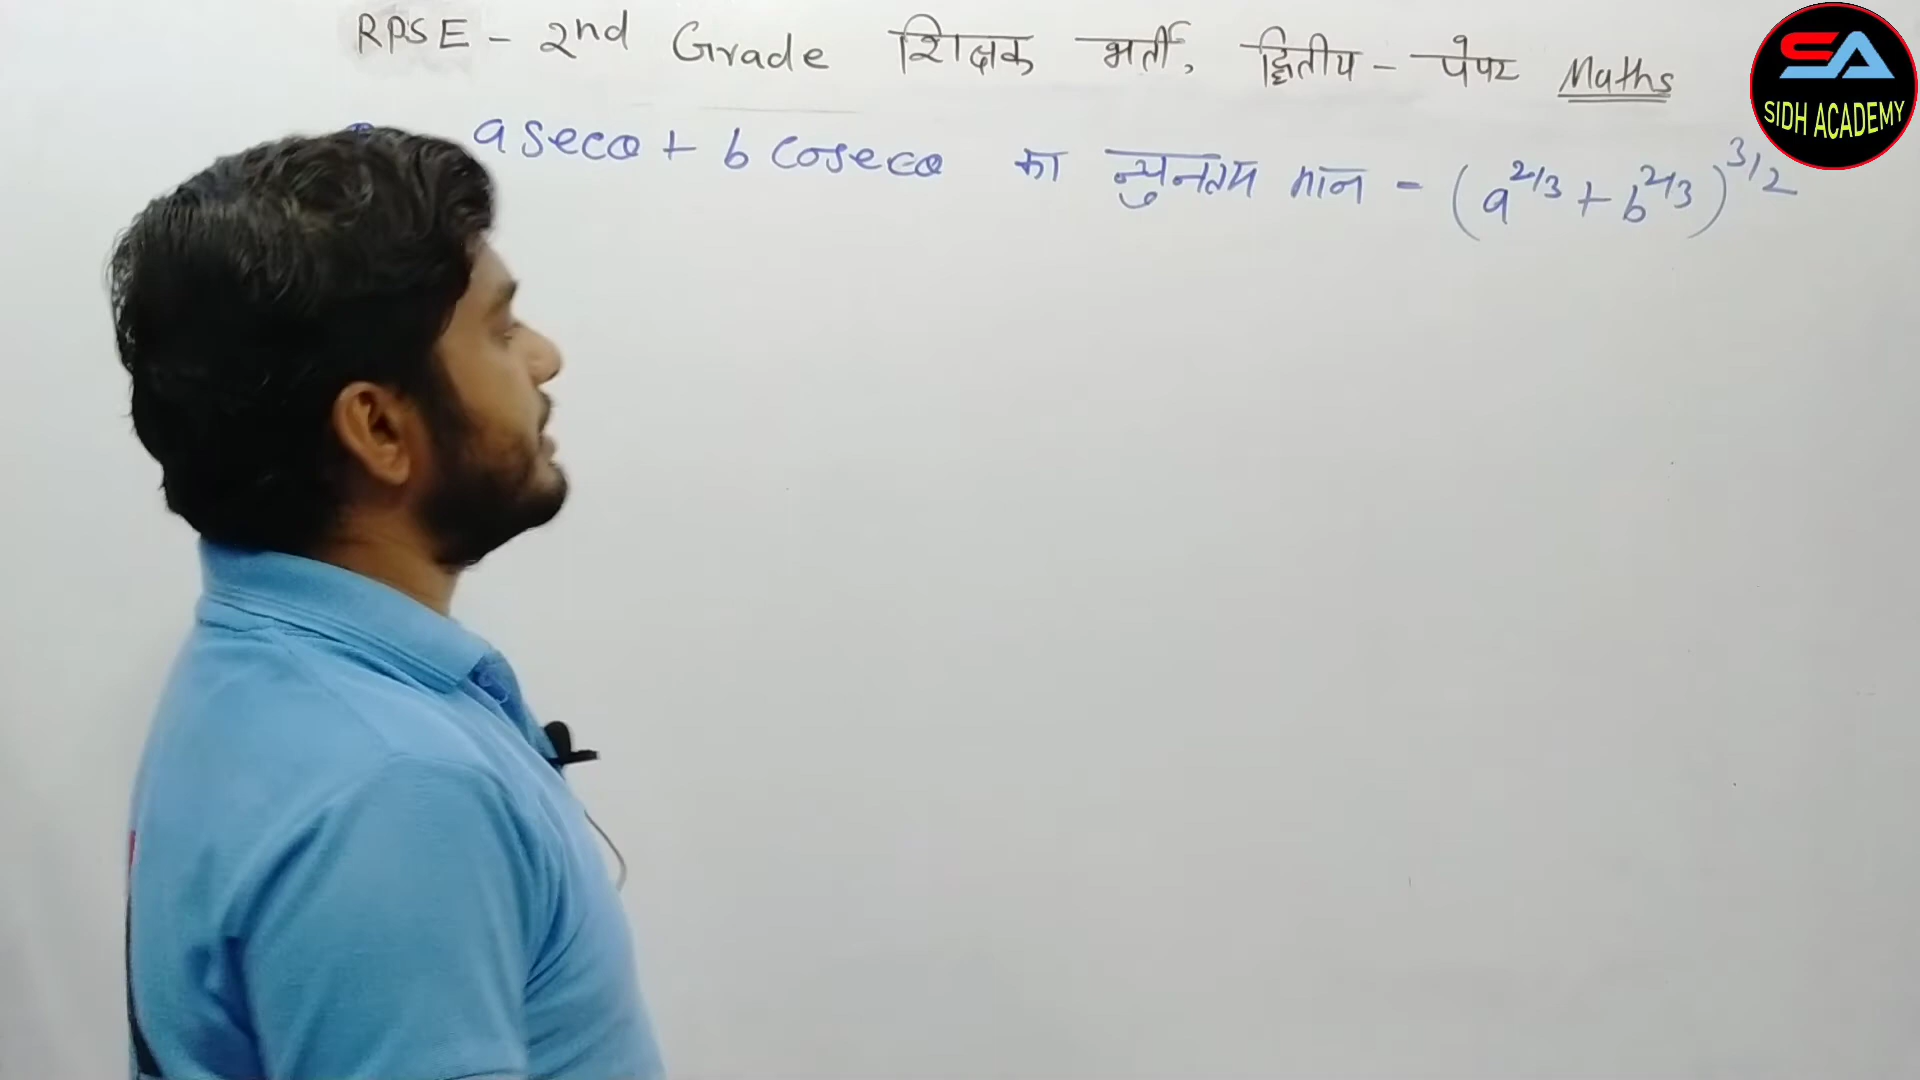 RPSE - 2nd Grade शिक्षक भर्ती, द्वितीय - पेपर Maths
SA
SIDH ACADEMY
a secθ + b cosecθ का न्युनतम मान - (a^2/3 + b^2/3)^3/2